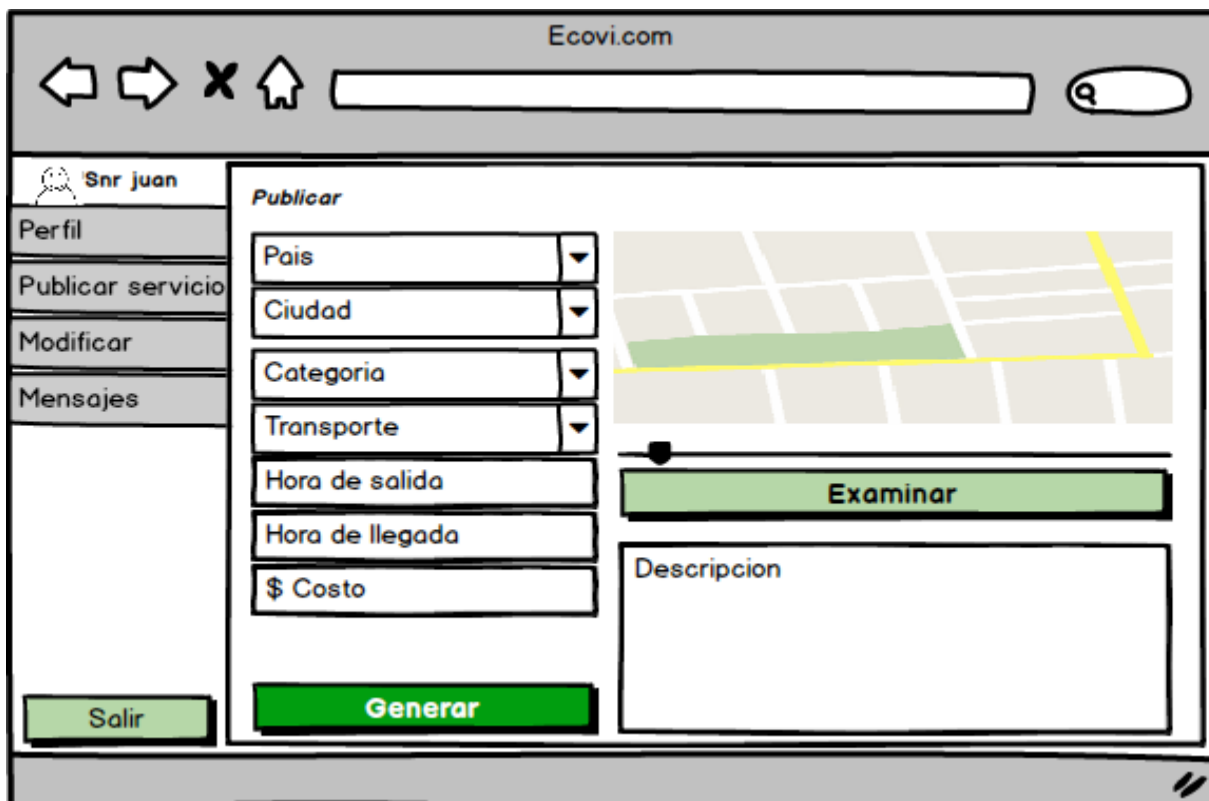 Ecovi.com
Snr juan
Perfil
Publicar servicio
Modificar
Mensajes
Salir
Publicar
Pais
Ciudad
Categoria
Transporte
Hora de salida
Hora de llegada
$ Costo
Generar
Examinar
Descripcion